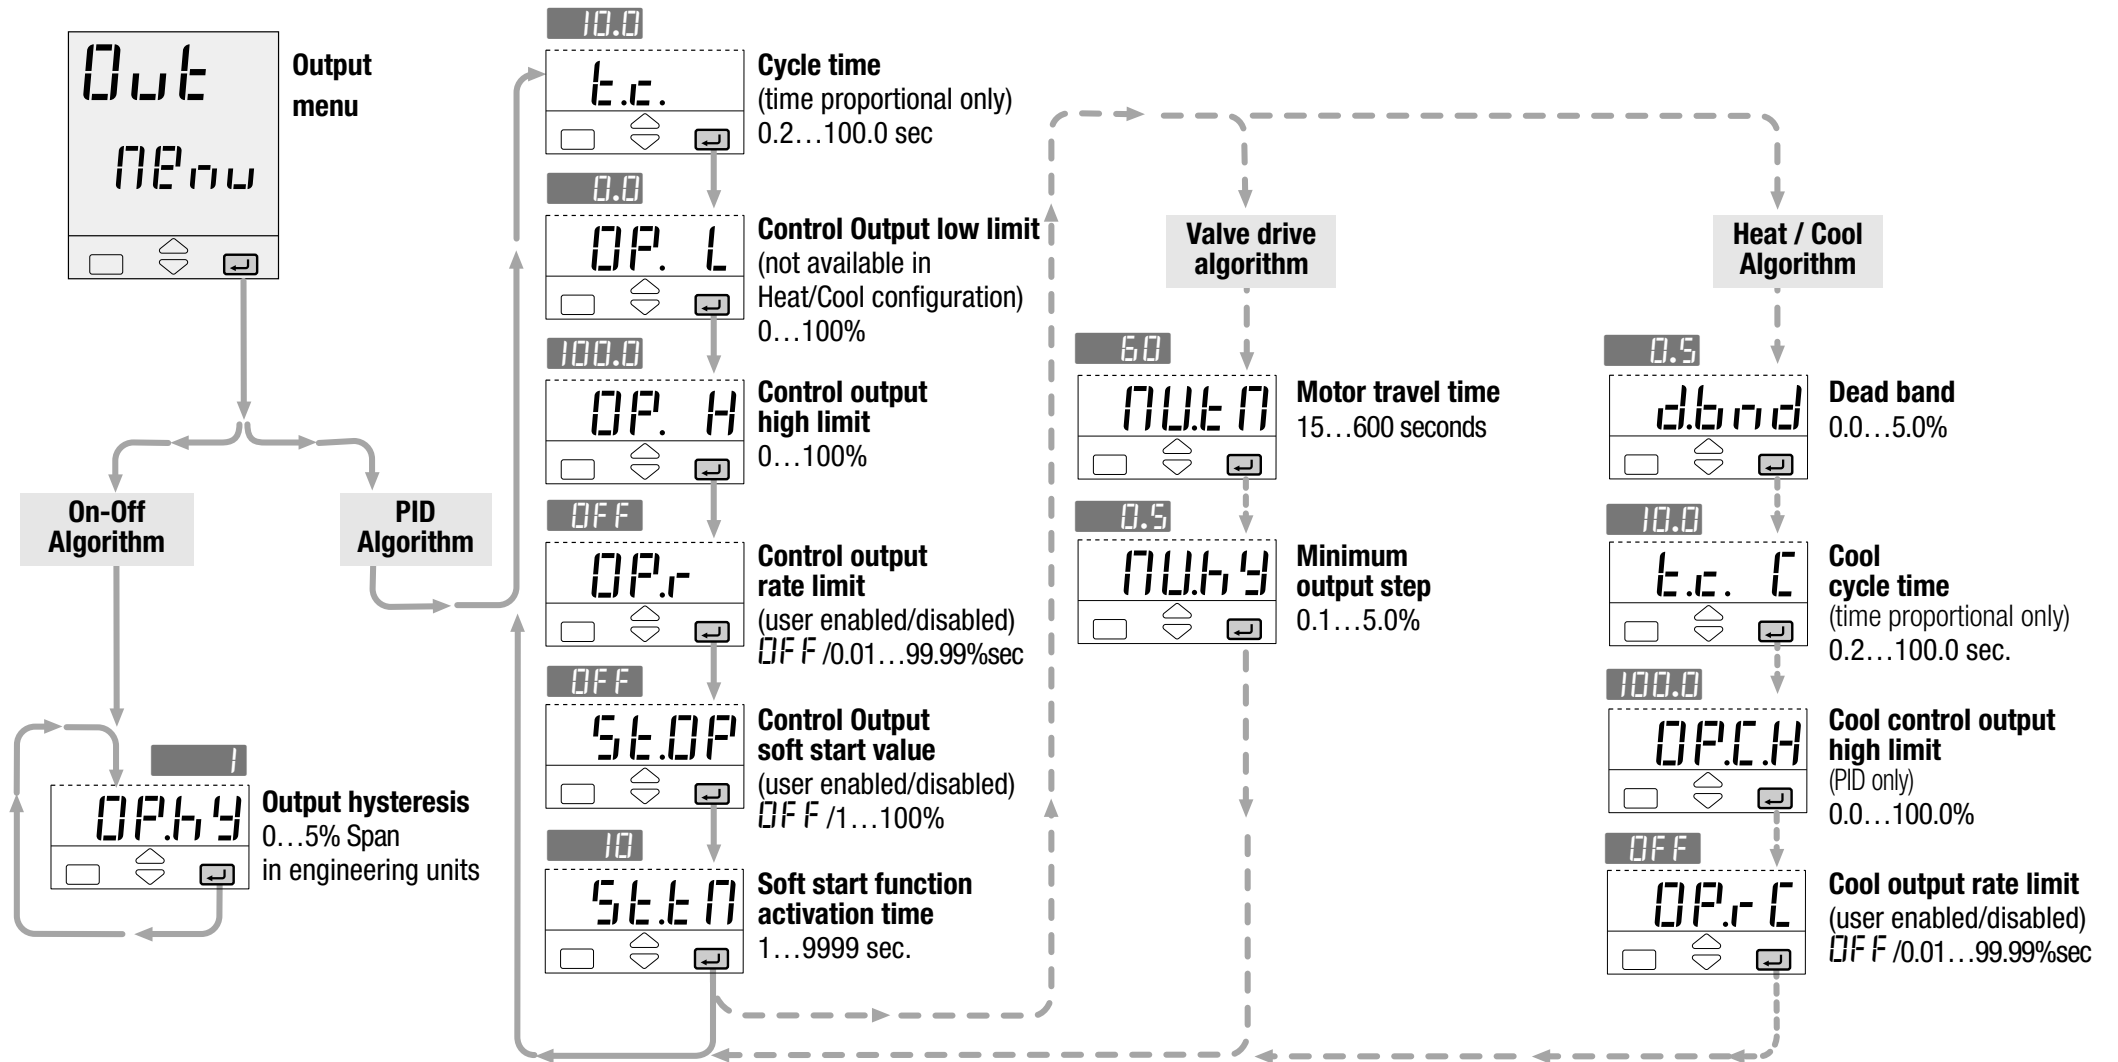 Out
MEnu
Output
menu
On-Off
Algorithm
PID
Algorithm
1
OP.hy
Output hysteresis
0…5% Span
in engineering units
10.0
t.c.
Cycle time
(time proportional only)
0.2…100.0 sec
0.0
OP. L
Control Output low limit
(not available in
Heat/Cool configuration)
0…100%
100.0
OP. H
Control output
high limit
0…100%
OFF
OP.r
Control output
rate limit
(user enabled/disabled)
OFF /0.01…99.99%sec
OFF
St.OP
Control Output
soft start value
(user enabled/disabled)
OFF /1…100%
10
St.tM
Soft start function
activation time
1…9999 sec.
Valve drive
algorithm
60
MV.tM
Motor travel time
15…600 seconds
0.5
MV.hy
Minimum
output step
0.1…5.0%
Heat / Cool
Algorithm
0.5
d.bnd
Dead band
0.0…5.0%
10.0
t.c. C
Cool
cycle time
(time proportional only)
0.2…100.0 sec.
100.0
OP.C.H
Cool control output
high limit
(PID only)
0.0…100.0%
OFF
OP.r C
Cool output rate limit
(user enabled/disabled)
OFF /0.01…99.99%sec